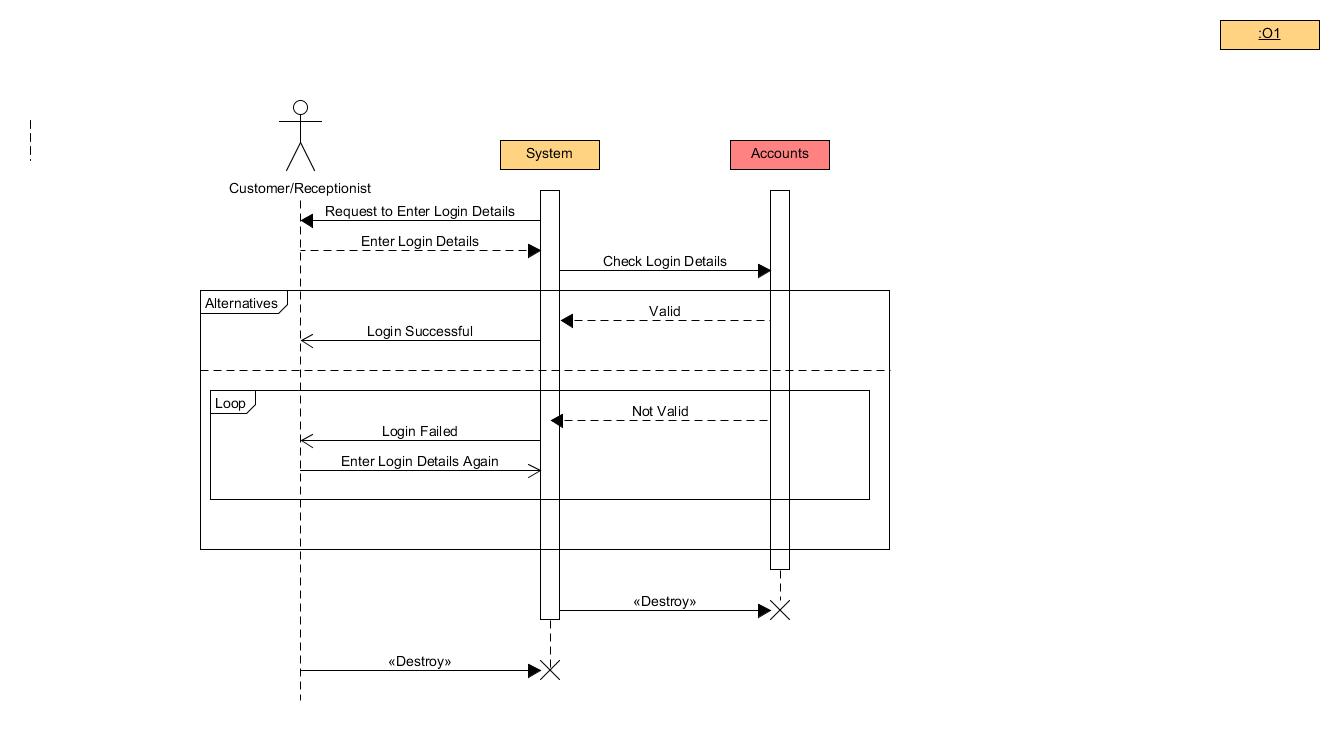 :O1
Customer/Receptionist
System
Accounts
Request to Enter Login Details
Enter Login Details
Check Login Details
Alternatives
Valid
Login Successful
Loop
Not Valid
Login Failed
Enter Login Details Again
«Destroy»
«Destroy»